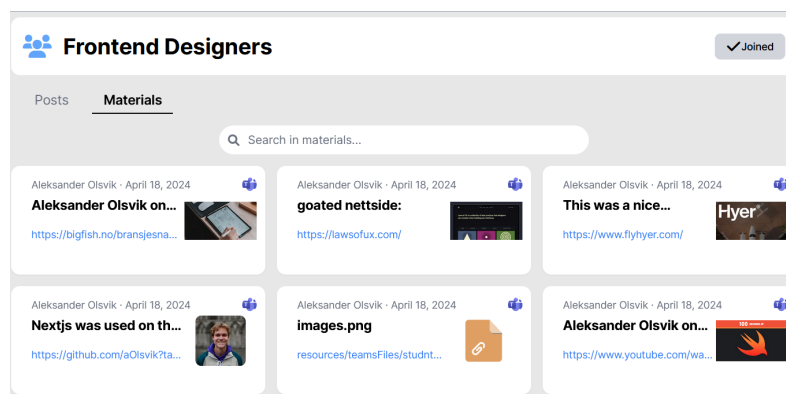 Frontend Designers
Joined
Posts
Materials
Search in materials...
Aleksander Olsvik · April 18, 2024
Aleksander Olsvik on...
https://bigfish.no/bransjesna...
Aleksander Olsvik · April 18, 2024
goated nettside:
https://lawsofux.com/
Aleksander Olsvik · April 18, 2024
This was a nice...
https://www.flyhyer.com/
Hyer
Aleksander Olsvik · April 18, 2024
Nextjs was used on th...
https://github.com/aOlsvik?ta...
Aleksander Olsvik · April 18, 2024
images.png
resources/teamsFiles/studnt...
Aleksander Olsvik · April 18, 2024
Aleksander Olsvik on...
https://www.youtube.com/wa...
100